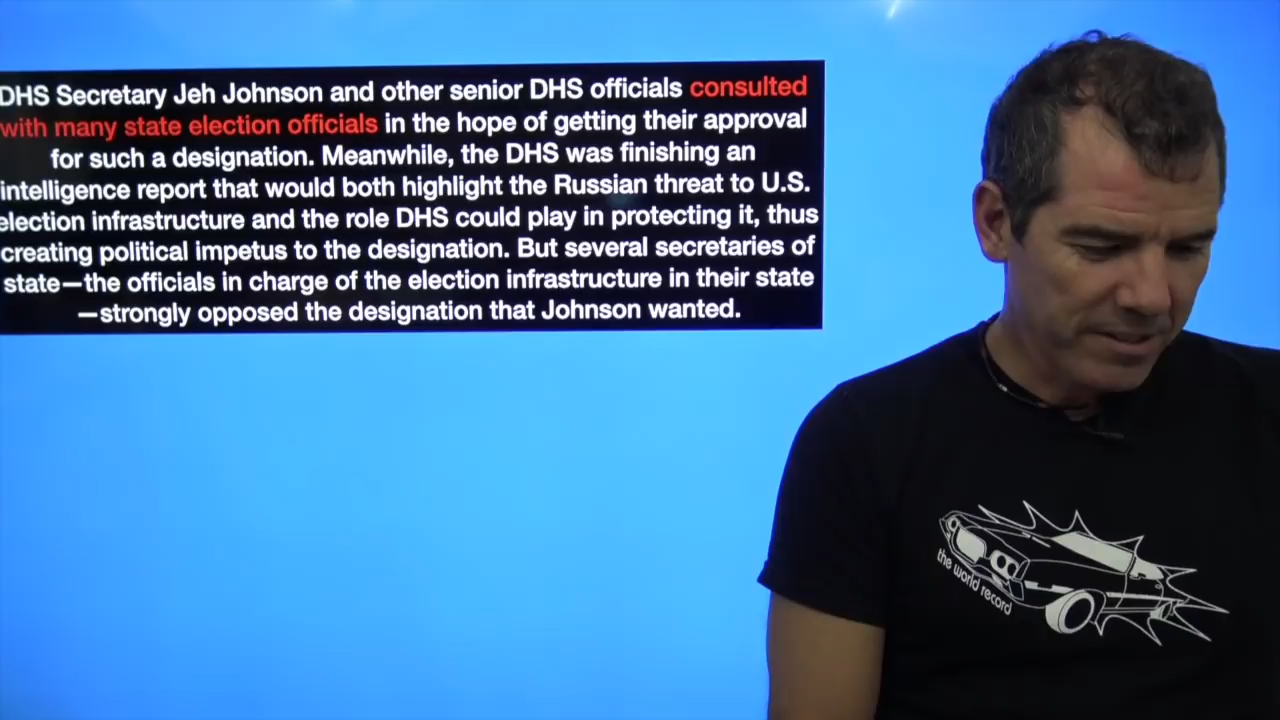 DHS Secretary Jeh Johnson and other senior DHS officials consulted
with many state election officials in the hope of getting their approval
for such a designation. Meanwhile, the DHS was finishing an
intelligence report that would both highlight the Russian threat to U.S.
election infrastructure and the role DHS could play in protecting it, thus
creating political impetus to the designation. But several secretaries of
state—the officials in charge of the election infrastructure in their state
—strongly opposed the designation that Johnson wanted.
the world record